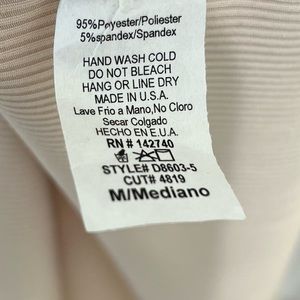 95%Polyester/Poliester
5%spandex/Spandex
HAND WASH COLD
DO NOT BLEACH
HANG OR LINE DRY
MADE IN U.S.A.
Lave Frio a Mano,No Cloro
Secar Colgado
HECHO EN E.U.A.
RN # 142740
STYLE# D8603-5
CUT# 4819
M/Mediano